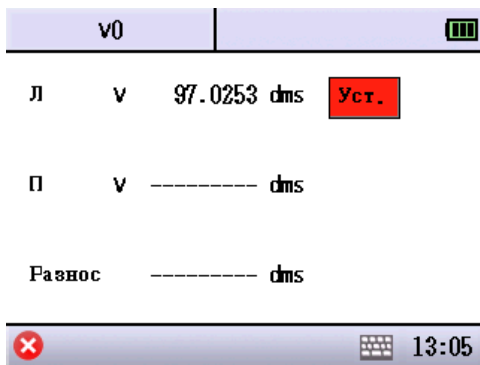 v0
Л v 97.0253 dms Уст.
П v --------- dms
Разнос --------- dms
13:05